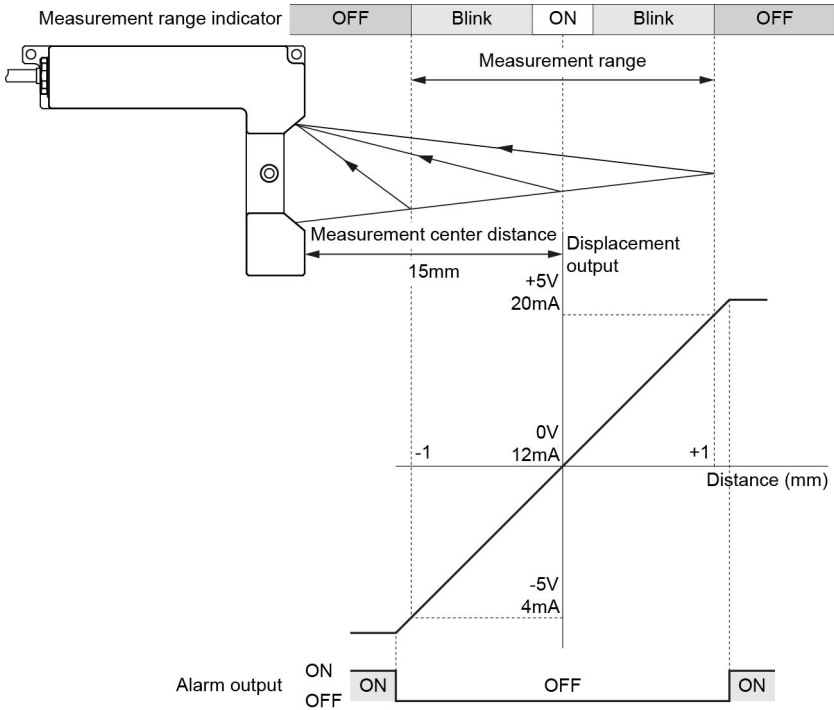 Measurement range indicator OFF Blink ON Blink OFF
Measurement range
Measurement center distance
15mm
Displacement
output
+5V
20mA
0V
12mA
-1
+1
Distance (mm)
-5V
4mA
Alarm output
ON
OFF
ON
OFF
ON